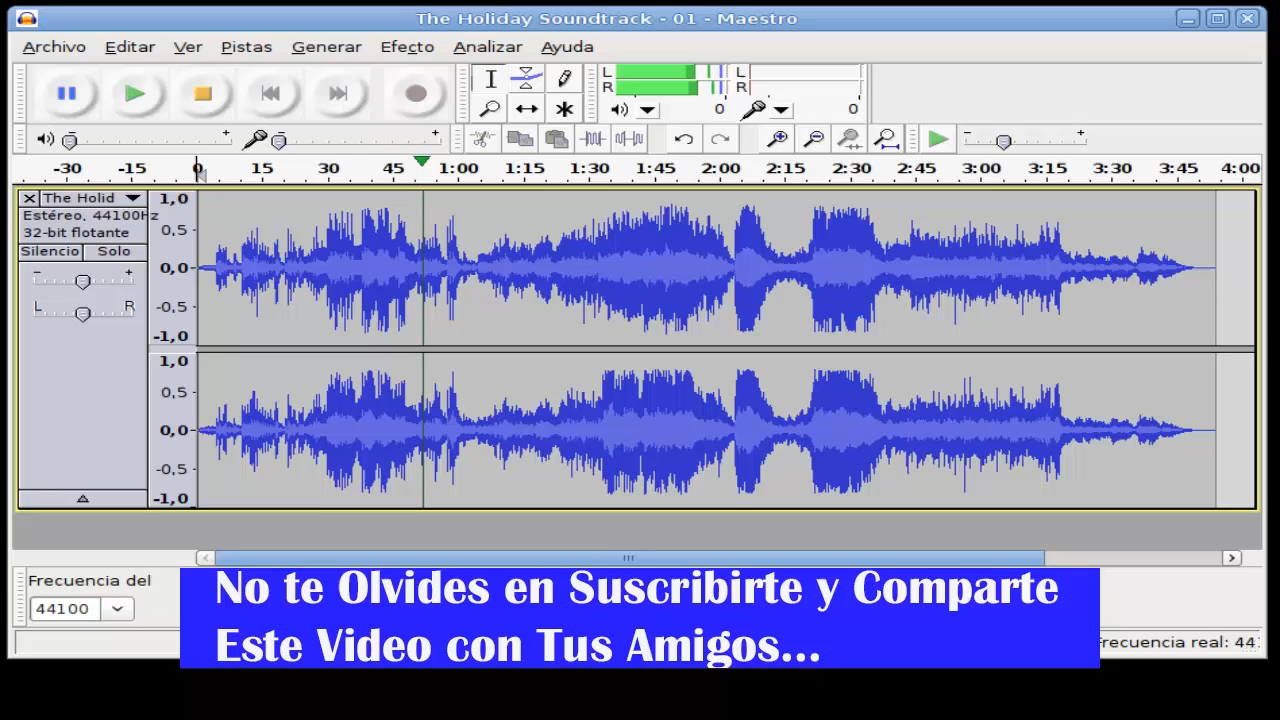 The Holiday Soundtrack - 01 - Maestro
Archivo Editar Ver Pistas Generar Efecto Analizar Ayuda
L
R
L
R
0
0
- +
- +
- +
-30 -15 0 15 30 45 1:00 1:15 1:30 1:45 2:00 2:15 2:30 2:45 3:00 3:15 3:30 3:45 4:00
The Holid
Estéreo, 44100Hz
32-bit flotante
Silencio Solo
- +
L R
1,0
0,5
0,0
-0,5
-1,0
1,0
0,5
0,0
-0,5
-1,0
Frecuencia del
44100
No te Olvides en Suscribirte y Comparte
Este Video con Tus Amigos...
Frecuencia real: 44